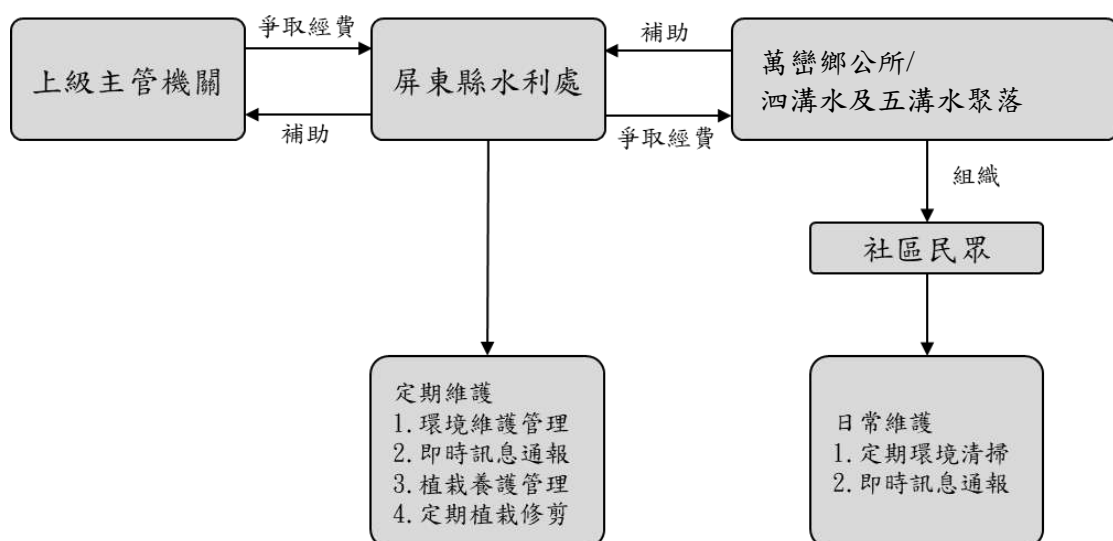 爭取經費
補助
上級主管機關
屏東縣水利處
萬巒鄉公所/
泗溝水及五溝水聚落
補助
爭取經費
組織
社區民眾
定期維護
1.環境維護管理
2.即時訊息通報
3.植栽養護管理
4.定期植栽修剪
日常維護
1.定期環境清掃
2.即時訊息通報